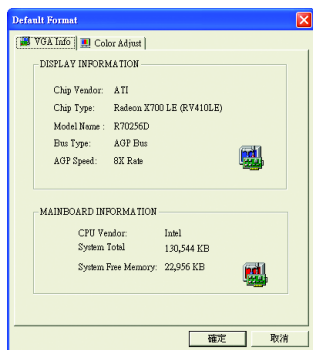 Default Format
VGA Info
Color Adjust
DISPLAY INFORMATION
Chip Vendor: ATI
Chip Type: Radeon X700 LE (RV410LE)
Model Name : R70256D
Bus Type: AGP Bus
AGP Speed: 8X Rate
MAINBOARD INFORMATION
CPU Vendor: Intel
System Total 130,544 KB
System Free Memory: 22,956 KB
確定
取消